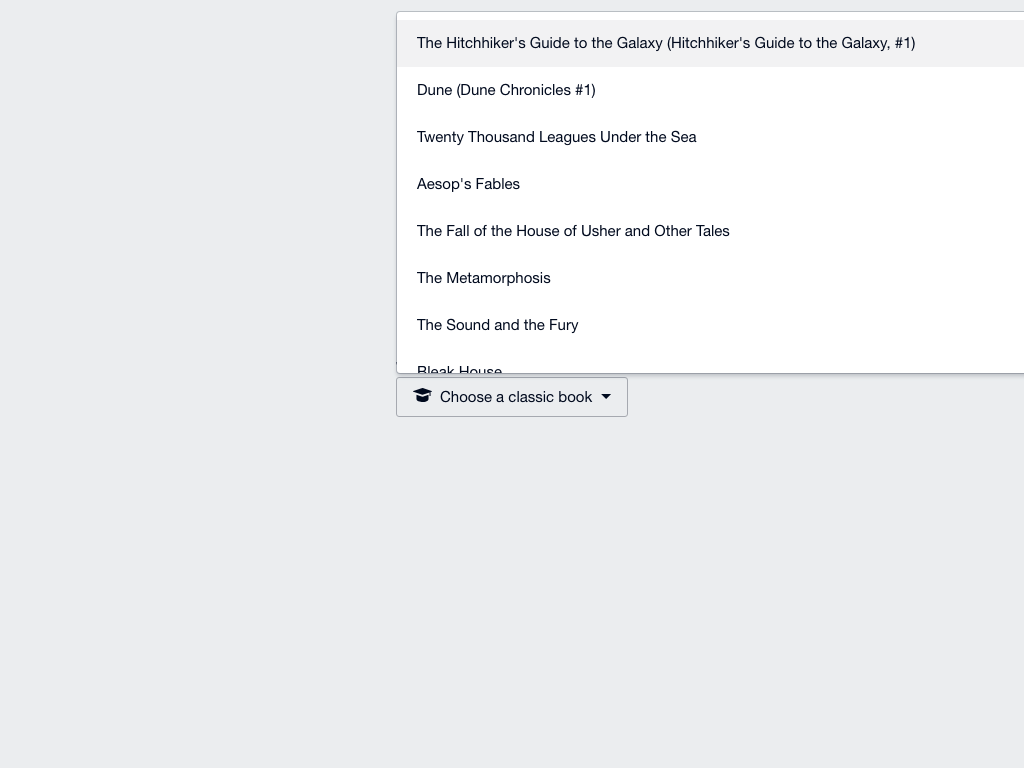 The Hitchhiker's Guide to the Galaxy (Hitchhiker's Guide to the Galaxy, #1)
Dune (Dune Chronicles #1)
Twenty Thousand Leagues Under the Sea
Aesop's Fables
The Fall of the House of Usher and Other Tales
The Metamorphosis
The Sound and the Fury
Bleak House
Choose a classic book